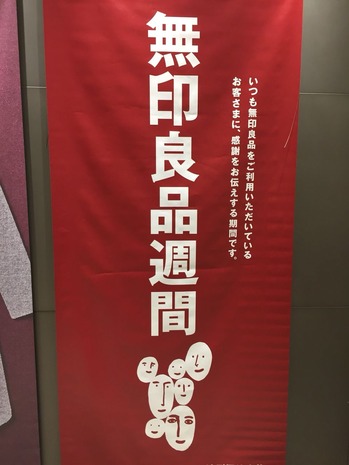 無印良品週間
いつも無印良品をご利用いただいている
お客さまに、感謝をお伝えする期間です。